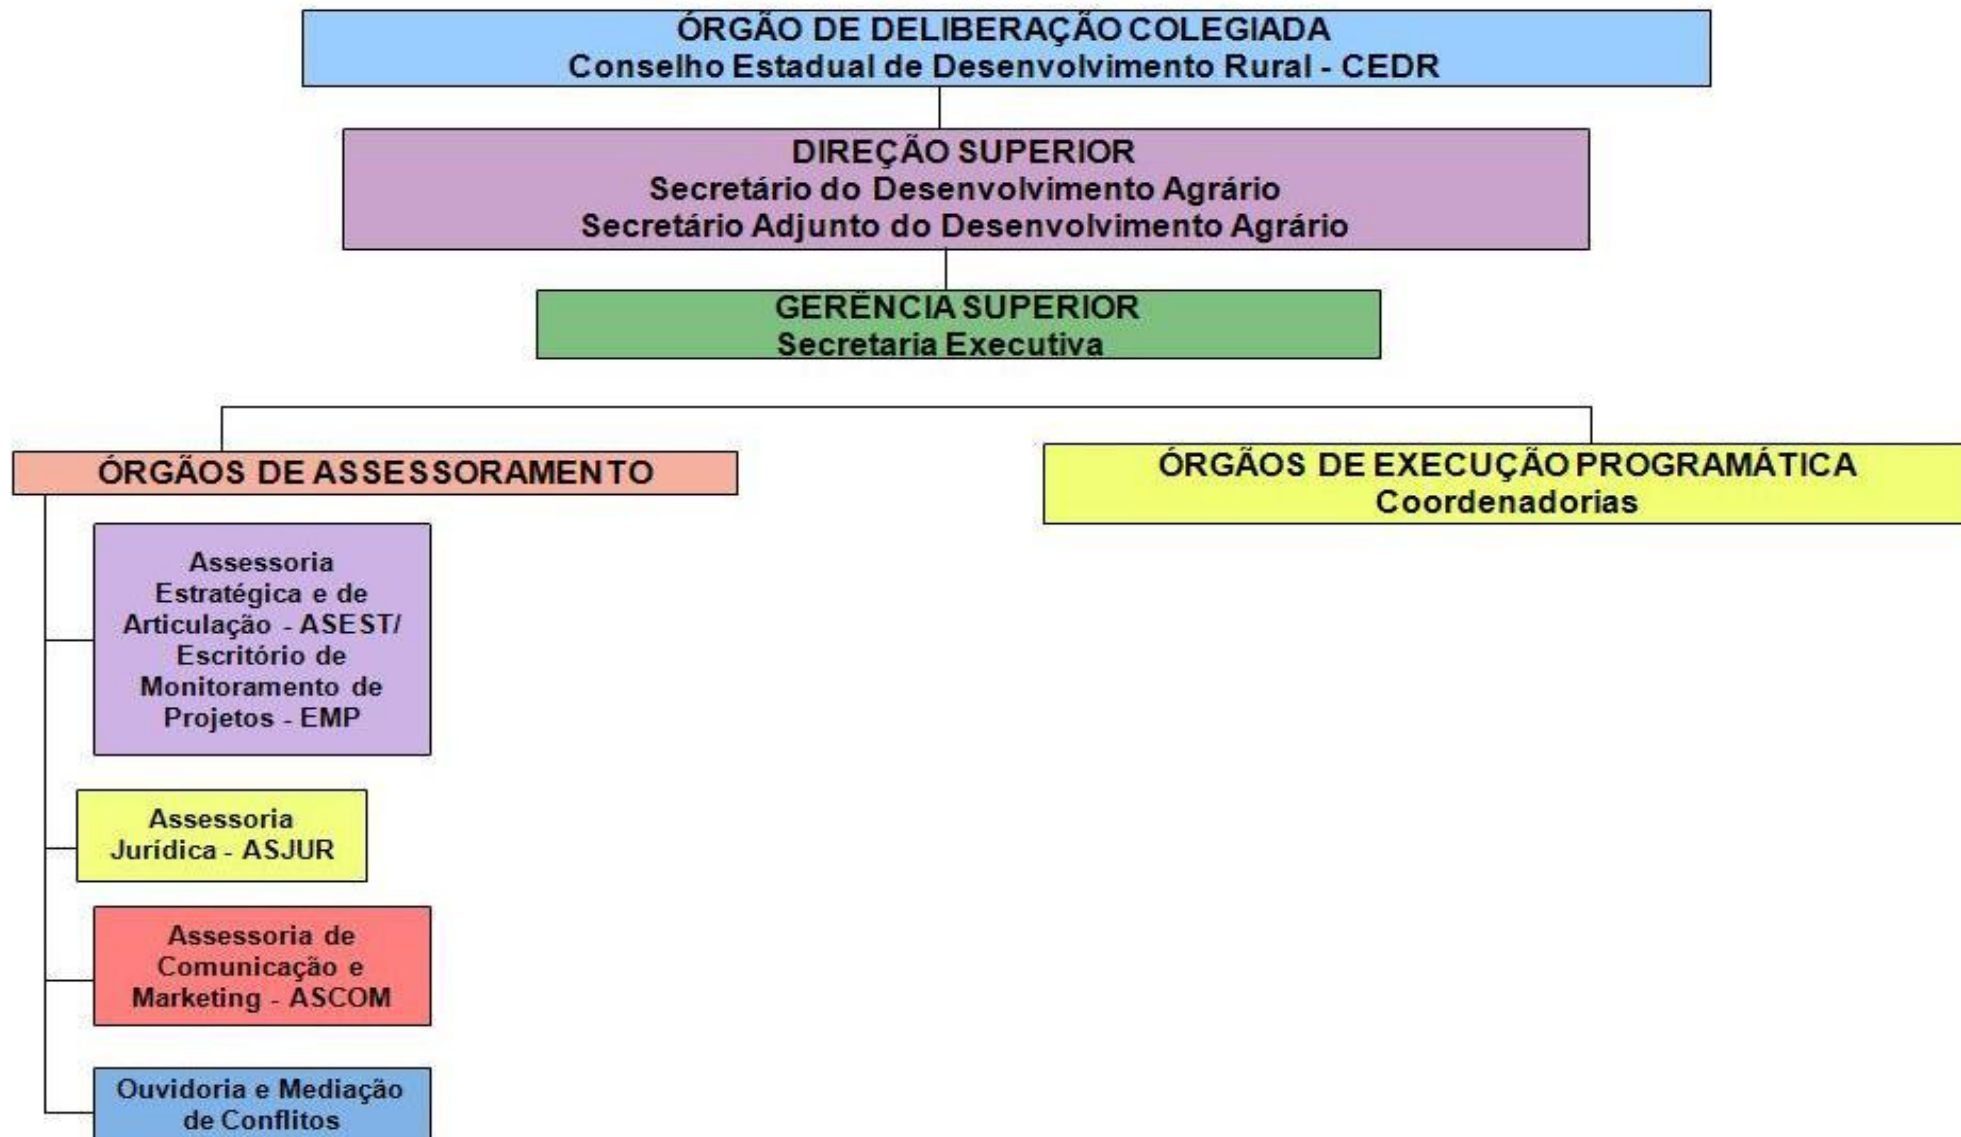 ÓRGÃO DE DELIBERAÇÃO COLEGIADA
Conselho Estadual de Desenvolvimento Rural - CEDR
DIREÇÃO SUPERIOR
Secretário do Desenvolvimento Agrário
Secretário Adjunto do Desenvolvimento Agrário
GERÊNCIA SUPERIOR
Secretaria Executiva
ÓRGÃOS DE ASSESSORAMENTO
Assessoria
Estratégica e de
Articulação - ASEST/
Escritório de
Monitoramento de
Projetos - EMP
Assessoria
Jurídica - ASJUR
Assessoria de
Comunicação e
Marketing - ASCOM
Ouvidoria e Mediação
de Conflitos
ÓRGÃOS DE EXECUÇÃO PROGRAMÁTICA
Coordenadorias